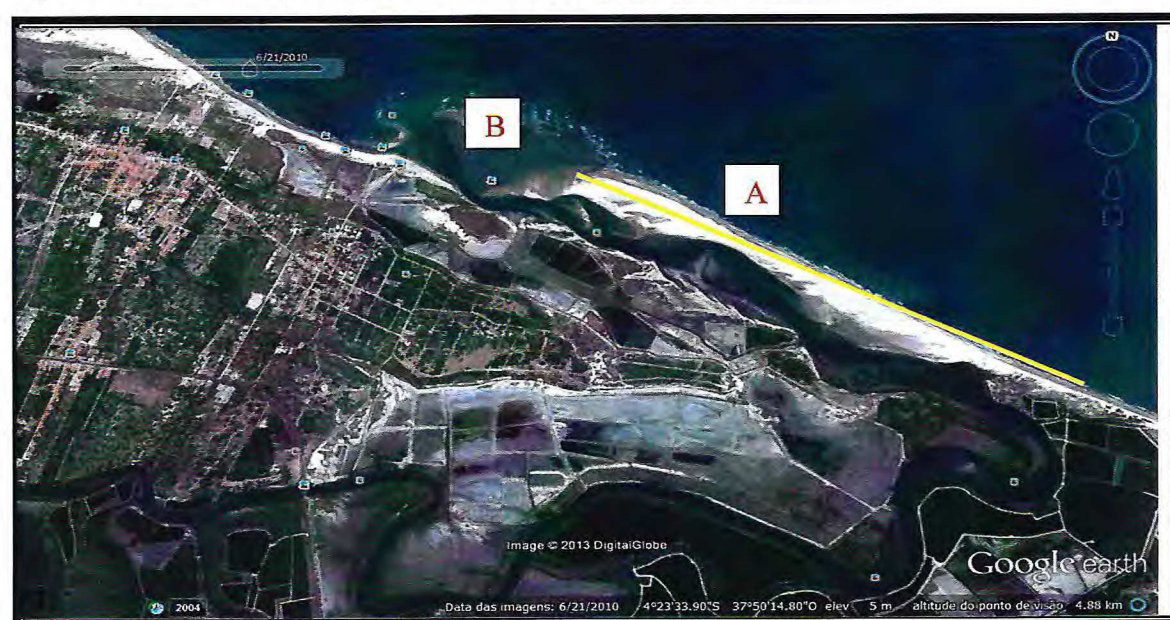 6/21/2010
N
B
A
Image © 2013 DigitalGlobe
Google earth
2004
Data das imagens: 6/21/2010 4°23'33.90"S 37°50'14.80"O elev 5 m altitude do ponto de visão 4.88 km